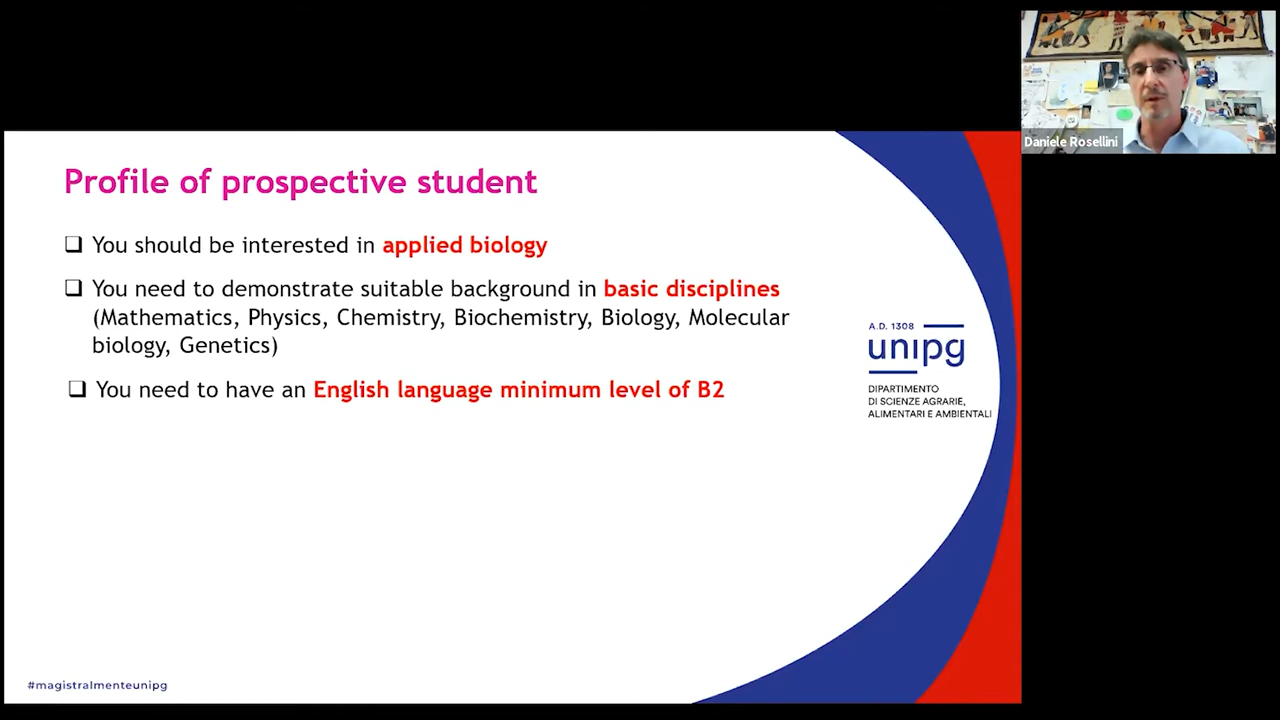 Daniele Rosellini
Profile of prospective student
You should be interested in applied biology
You need to demonstrate suitable background in basic disciplines
(Mathematics, Physics, Chemistry, Biochemistry, Biology, Molecular
biology, Genetics)
You need to have an English language minimum level of B2
A.D. 1308
unipg
DIPARTIMENTO
DI SCIENZE AGRARIE,
ALIMENTARI E AMBIENTALI
#magistralmenteunipg